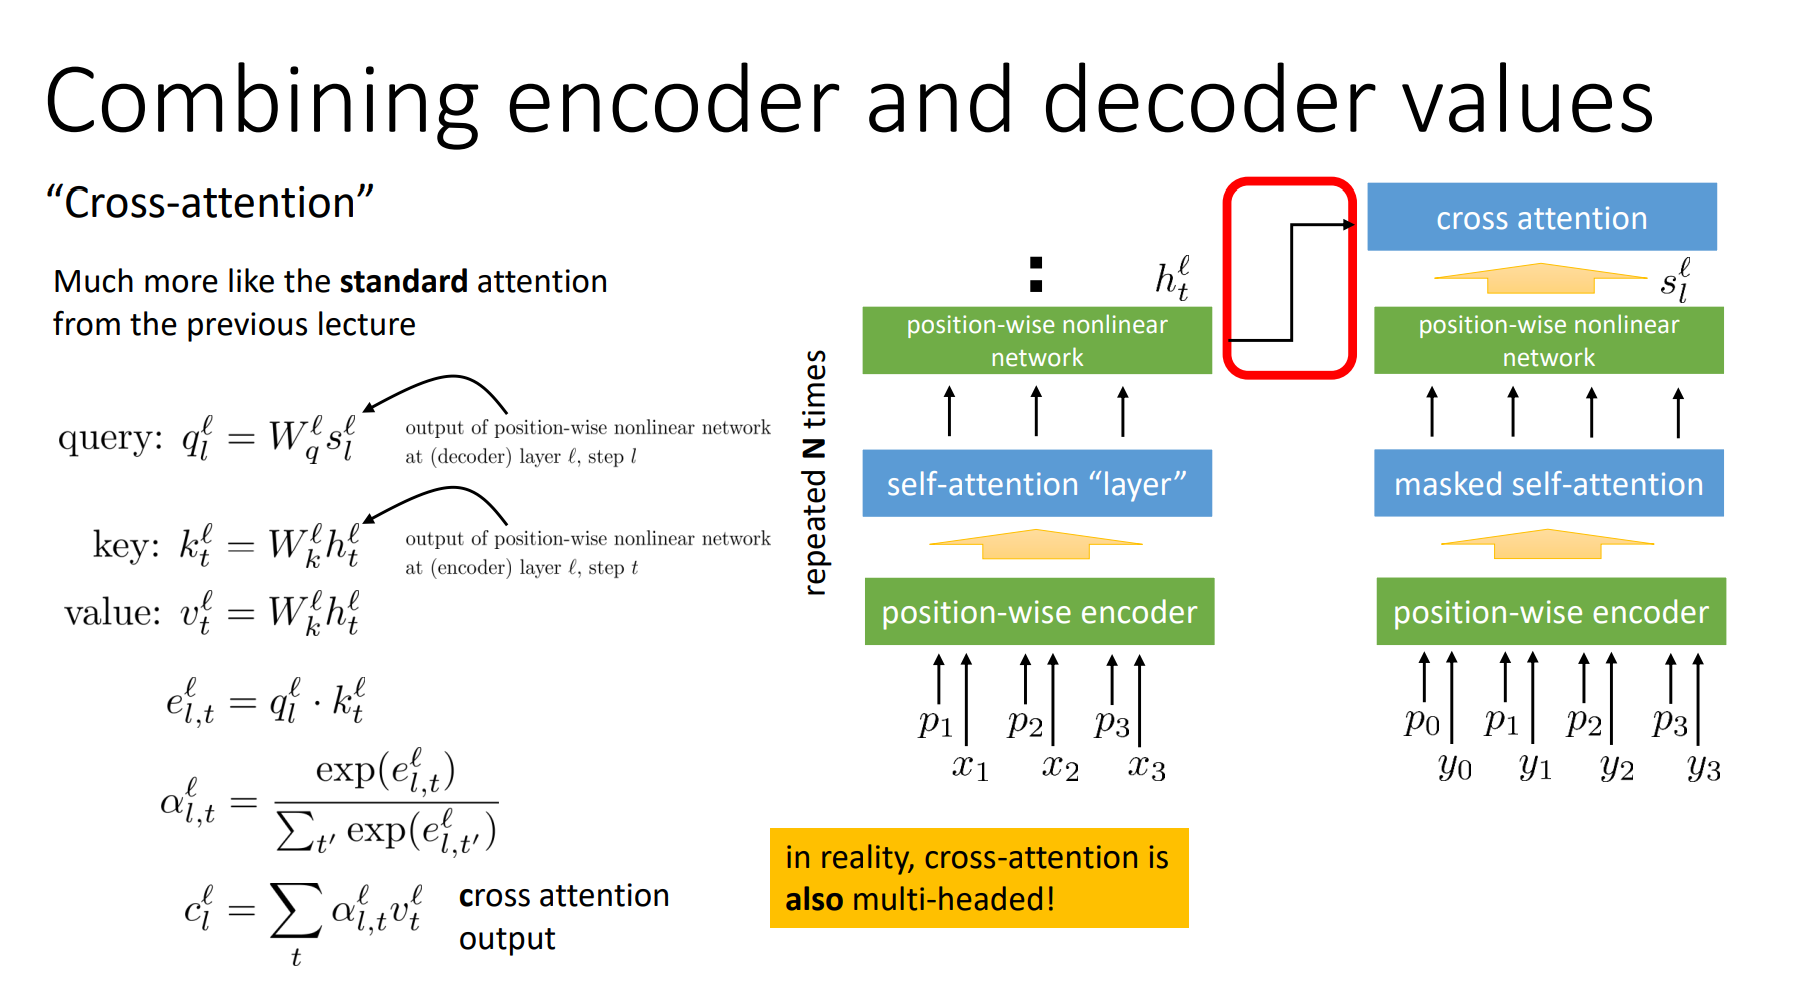 Combining encoder and decoder values
“Cross-attention”
Much more like the standard attention
from the previous lecture
query: $q_l^\ell = W_q^\ell s_l^\ell$
output of position-wise nonlinear network
at (decoder) layer ℓ, step $l$
key: $k_t^\ell = W_k^\ell h_t^\ell$
output of position-wise nonlinear network
at (encoder) layer ℓ, step $t$
value: $v_t^\ell = W_k^\ell h_t^\ell$
$e_{l,t}^\ell = q_l^\ell \cdot k_t^\ell$
$\alpha_{l,t}^\ell = \frac{\exp(e_{l,t}^\ell)}{\sum_{t'} \exp(e_{l,t'}^\ell)}$
$c_l^\ell = \sum_t \alpha_{l,t}^\ell v_t^\ell$
cross attention
output
repeated N times
$h_t^\ell$
position-wise nonlinear
network
self-attention “layer”
position-wise encoder
$p_1$ $p_2$ $p_3$
$x_1$ $x_2$ $x_3$
cross attention
$s_l^\ell$
position-wise nonlinear
network
masked self-attention
position-wise encoder
$p_0$ $p_1$ $p_2$ $p_3$
$y_0$ $y_1$ $y_2$ $y_3$
in reality, cross-attention is
also multi-headed!